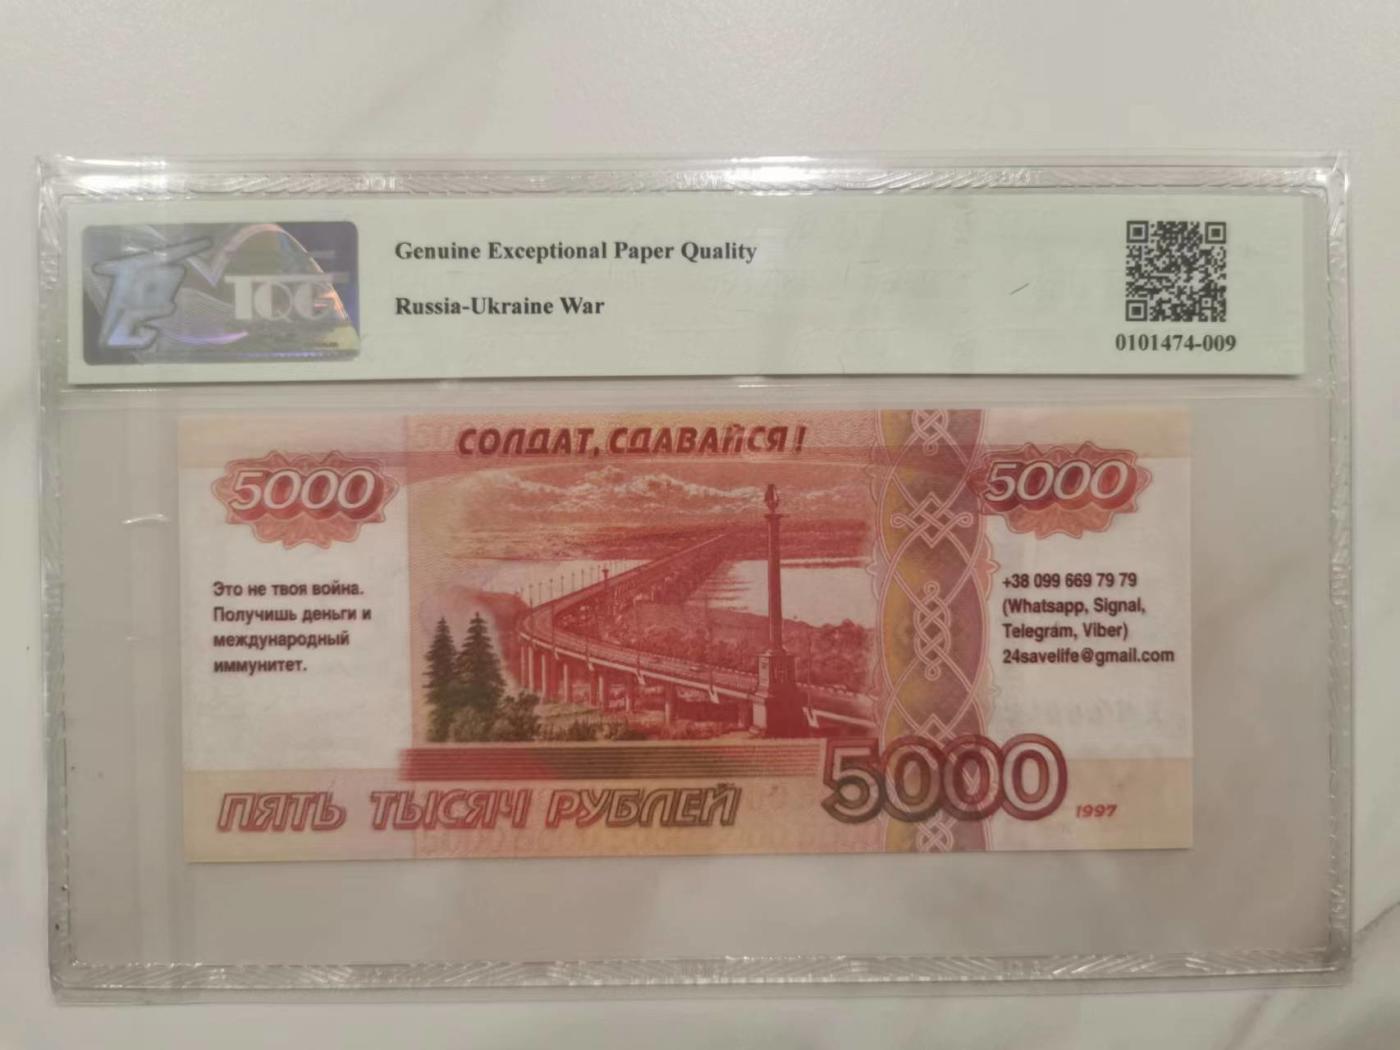 TQG
Genuine Exceptional Paper Quality
Russia-Ukraine War
0101474-009
СОЛДАТ, СДАВАЙСЯ!
5000
5000
Это не твоя война.
Получишь деньги и
международный
иммунитет.
+38 099 669 79 79
(Whatsapp, Signal,
Telegram, Viber)
24savelife@gmail.com
5000
ПЯТЬ ТЫСЯЧ РУБЛЕЙ
1997